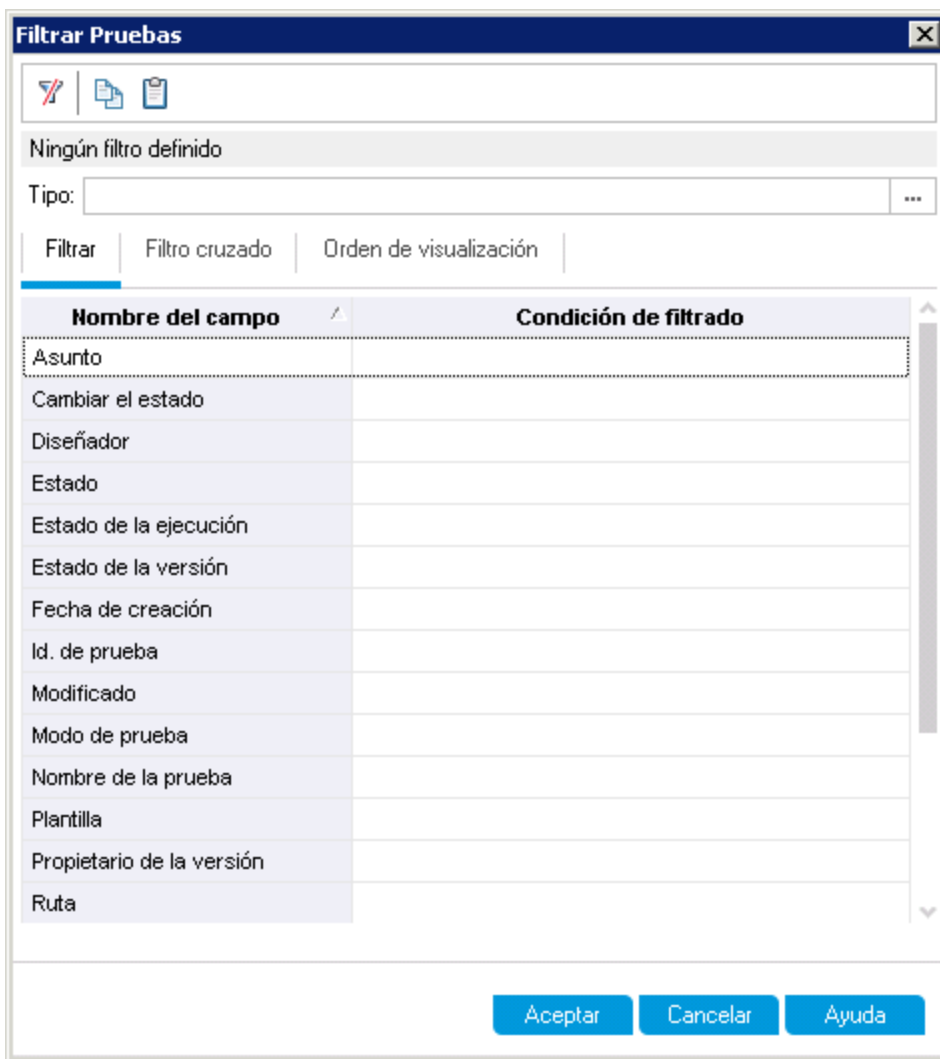 Filtrar Pruebas
Ningún filtro definido
Tipo: ...
Filtrar Filtro cruzado Orden de visualización
Nombre del campo Condición de filtrado
Asunto
Cambiar el estado
Diseñador
Estado
Estado de la ejecución
Estado de la versión
Fecha de creación
Id. de prueba
Modificado
Modo de prueba
Nombre de la prueba
Plantilla
Propietario de la versión
Ruta
Aceptar Cancelar Ayuda